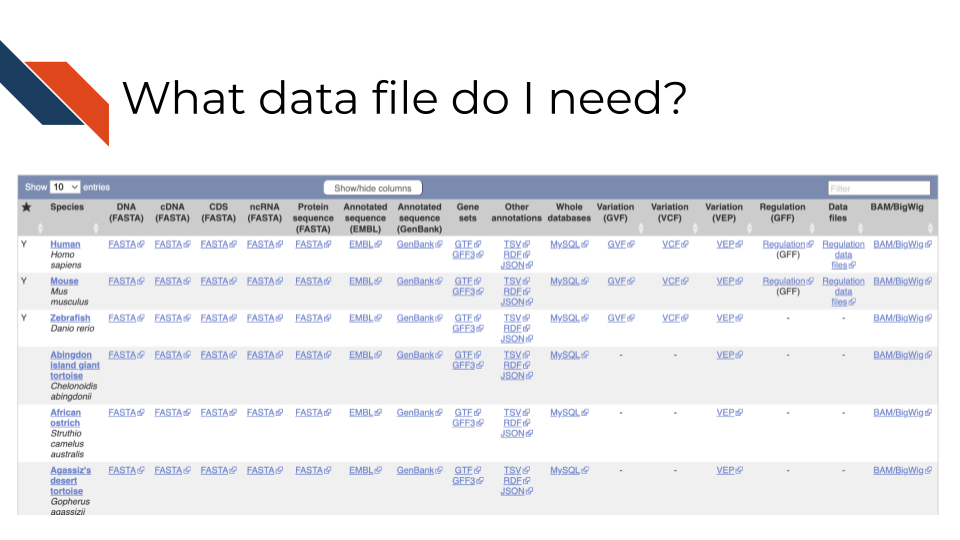 What data file do I need?
Show 10 entries Show/hide columns Filter
★ Species DNA (FASTA) cDNA (FASTA) CDS (FASTA) ncRNA (FASTA) Protein sequence (FASTA) Annotated sequence (EMBL) Annotated sequence (GenBank) Gene sets Other annotations Whole databases Variation (GVF) Variation (VCF) Variation (VEP) Regulation (GFF) Data files BAM/BigWig
Y Human FASTA FASTA FASTA FASTA FASTA EMBL GenBank GTF TSV MySQL GVF VCF VEP Regulation Regulation BAM/BigWig
Homo GFF3 RDF (GFF) data
sapiens JSON files
Y Mouse FASTA FASTA FASTA FASTA FASTA EMBL GenBank GTF TSV MySQL GVF VCF VEP Regulation Regulation BAM/BigWig
Mus GFF3 RDF (GFF) data
musculus JSON files
Y Zebrafish FASTA FASTA FASTA FASTA FASTA EMBL GenBank GTF TSV MySQL GVF VCF VEP - - BAM/BigWig
Danio rerio GFF3 RDF
JSON
Abingdon FASTA FASTA FASTA FASTA FASTA EMBL GenBank GTF TSV MySQL - - VEP - - BAM/BigWig
island giant GFF3 RDF
tortoise JSON
Chelonoidis
abingdonii
African FASTA FASTA FASTA FASTA FASTA EMBL GenBank GTF TSV MySQL - - VEP - - BAM/BigWig
ostrich GFF3 RDF
Struthio JSON
camelus
australis
Agassiz's FASTA FASTA FASTA FASTA FASTA EMBL GenBank GTF TSV MySQL - - VEP - - BAM/BigWig
desert GFF3 RDF
tortoise JSON
Gopherus
agassizii